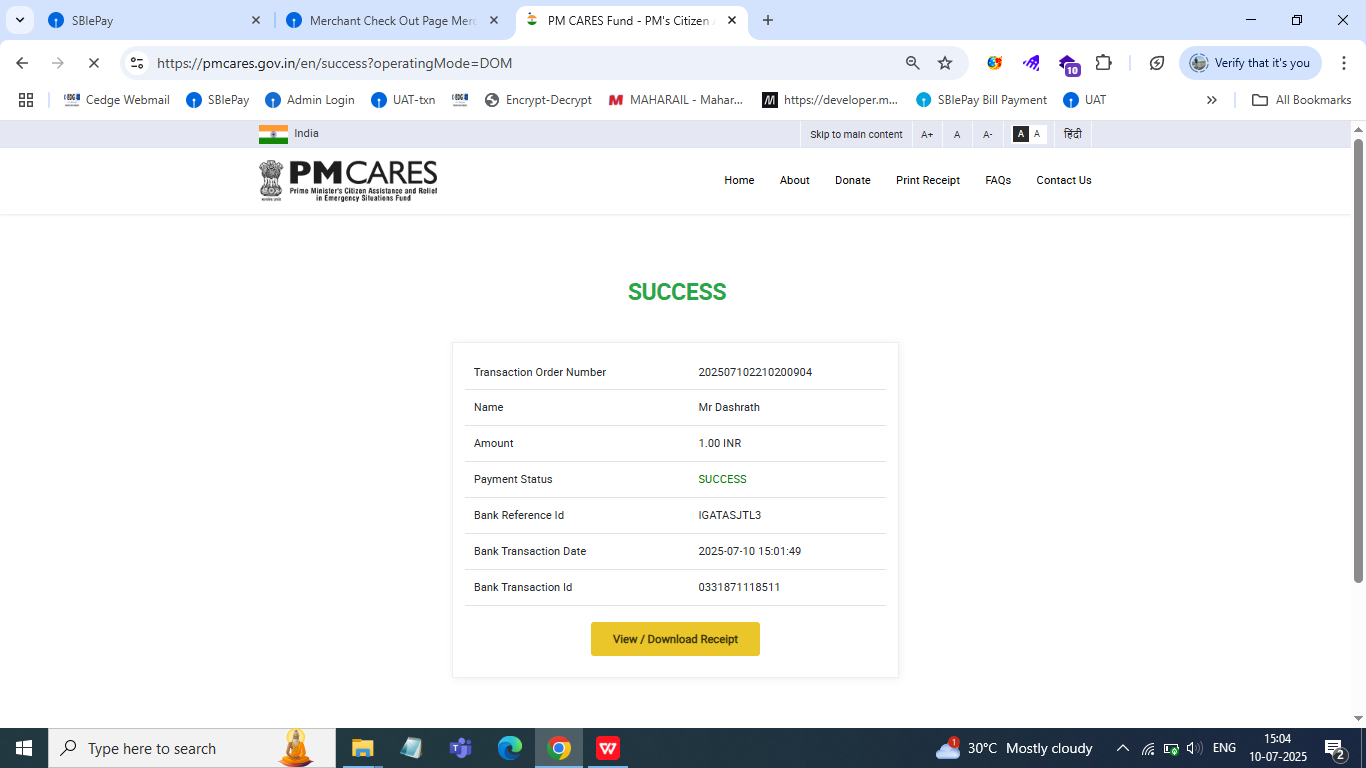 SBIePay
Merchant Check Out Page Merc
PM CARES Fund - PM's Citizen A
https://pmcares.gov.in/en/success?operatingMode=DOM
10
Verify that it's you
Cedge Webmail
SBIePay
Admin Login
UAT-txn
Encrypt-Decrypt
MAHARAIL - Mahar...
https://developer.m...
SBIePay Bill Payment
UAT
All Bookmarks
India
Skip to main content
A+
A
A-
A
A
हिंदी
PM CARES
Prime Minister's Citizen Assistance and Relief
in Emergency Situations Fund
Home
About
Donate
Print Receipt
FAQs
Contact Us
SUCCESS
Transaction Order Number 202507102210200904
Name Mr Dashrath
Amount 1.00 INR
Payment Status SUCCESS
Bank Reference Id IGATASJTL3
Bank Transaction Date 2025-07-10 15:01:49
Bank Transaction Id 0331871118511
View / Download Receipt
Type here to search
1
30°C Mostly cloudy
ENG
15:04
10-07-2025
2